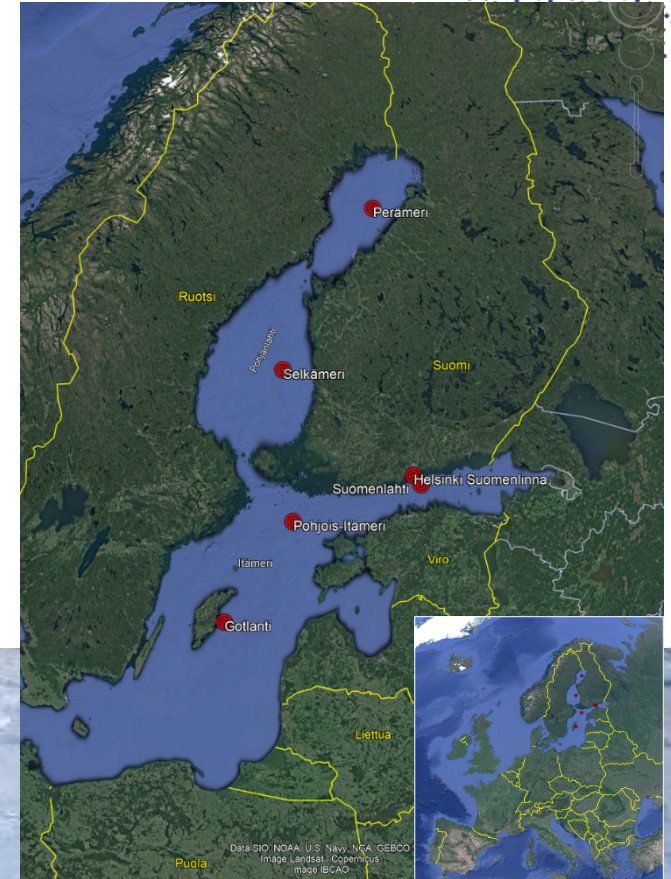 Perämeri
Ruotsi
Pohjanlahti
Suomi
Selkämeri
Helsinki Suomenlinna
Suomenlahti
Pohjois-Itämeri
Viro
Itämeri
Gotlanti
Liettua
Data SIO, NOAA, U.S. Navy, NGA, GEBCO
Image Landsat / Copernicus
Image IBCAO
Puola